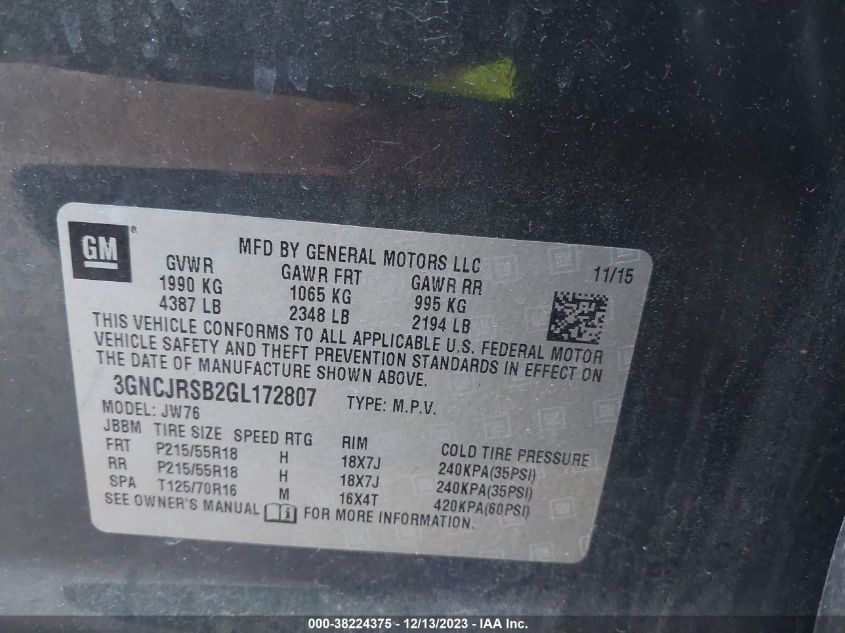 GM ®
MFD BY GENERAL MOTORS LLC
11/15
GVWR GAWR FRT GAWR RR
1990 KG 1065 KG 995 KG
4387 LB 2348 LB 2194 LB
THIS VEHICLE CONFORMS TO ALL APPLICABLE U.S. FEDERAL MOTOR
VEHICLE SAFETY AND THEFT PREVENTION STANDARDS IN EFFECT ON
THE DATE OF MANUFACTURE SHOWN ABOVE.
3GNCJRSB2GL172807 TYPE: M.P.V.
MODEL: JW76
JBBM TIRE SIZE SPEED RTG RIM COLD TIRE PRESSURE
FRT P215/55R18 H 18X7J 240KPA(35PSI)
RR P215/55R18 H 18X7J 240KPA(35PSI)
SPA T125/70R16 M 16X4T 420KPA(60PSI)
SEE OWNER'S MANUAL i FOR MORE INFORMATION.
000-38224375 - 12/13/2023 - IAA Inc.